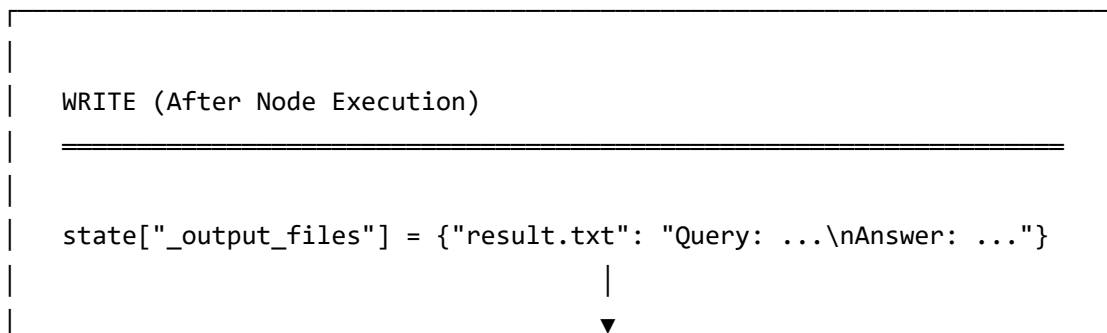 WRITE (After Node Execution)
state["_output_files"] = {"result.txt": "Query: ...\nAnswer: ..."}